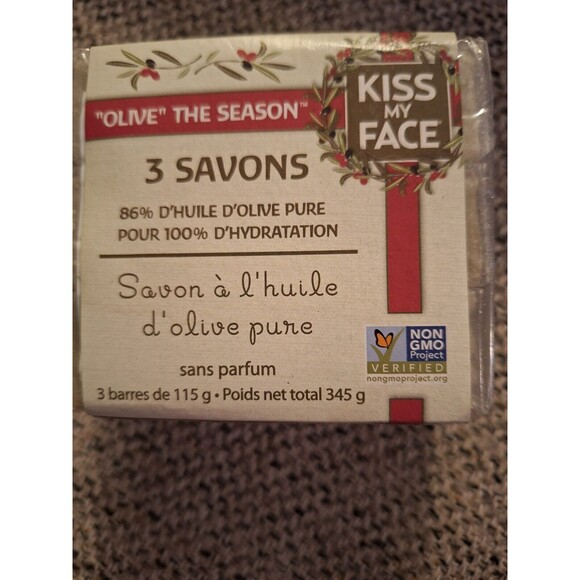 "OLIVE" THE SEASON™
KISS
MY
FACE®
3 SAVONS
86% D'HUILE D'OLIVE PURE
POUR 100% D'HYDRATATION
Savon à l'huile
d'olive pure
sans parfum
3 barres de 115 g • Poids net total 345 g
NON
GMO
Project
VERIFIED
nongmoproject.org